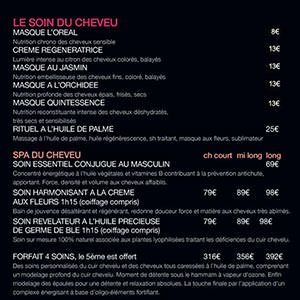 LE SOIN DU CHEVEU
MASQUE L'OREAL 8€
Nutrition chrono des cheveux sensible
CREME REGENERATRICE 13€
Lumière intense au citron des cheveux colorés, balayés
MASQUE AU JASMIN 13€
Nutrition embellisseuse des cheveux fins, coloré, balayés
MASQUE A L'ORCHIDEE 13€
Nutrition profonde des cheveux épais, frisés, secs
MASQUE QUINTESSENCE 13€
Nutrition reconstituante intense des cheveux déshydratés,
très secs et sensibilisés
RITUEL A L'HUILE DE PALME 25€
Massage à l'huile de palme, huile régénérescence, sh traitant, masque aux fleurs, sublimateur
SPA DU CHEVEU ch court mi long long
SOIN ESSENTIEL CONJUGUE AU MASCULIN 69€
Concentré énergétique à l'huile végétales et vitamines B contribuant à la prévention antichute,
apportant. Force, densité et volume aux cheveux affaiblis.
SOIN HARMONISANT A LA CREME 79€ 89€ 98€
AUX FLEURS 1h15 (coiffage compris)
Bain de jouvence désaltérant et régénérant, redonne douceur force et matière aux cheveux très abimés.
SOIN REVELATEUR A L'HUILE PRECIEUSE 79€ 89€ 98€
DE GERME DE BLE 1h15 (coiffage compris)
Soin sur mesure 100% naturel associée aux plantes lyophilisées traitant les déficiences du cuir chevelu.
FORFAIT 4 SOINS, le 5ème est offert 316€ 356€ 392€
Des soins personnalisés du cuir chevelu et des cheveux tous associées à l'huile de palme, comprenant
un modelage profond du cuir chevelu. Moment de détente sous le hammam à vapeur d'eau vitaminé. Enfin
modelage des épaules pour une détente et un relaxation absolues. Le rituel finalise tacte par l'application d'un
complexe énergisant à base d'oligo-éléments fortifiant.